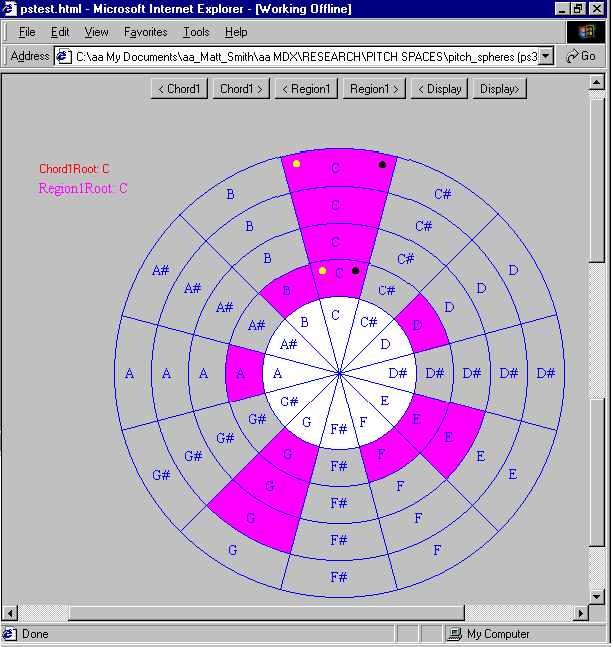 pstest.html - Microsoft Internet Explorer - [Working Offline]
File Edit View Favorites Tools Help
Address C:\aa My Documents\aa_Matt_Smith\aa MDX\RESEARCH\PITCH SPACES\pitch_spheres (ps3 Go
< Chord1 Chord1 > < Region1 Region1 > < Display Display>
Chord1Root: C
Region1Root: C
C
B C#
C
B C#
C
B C#
A# D
C
B C#
A# D
A# D
C
B C#
A# D
A# D
A A A A D# D# D# D#
C# E
G# E
G F
G# E
G F
G# E
F#
G# E
G F
F#
G F
F#
G F
F#
Done My Computer